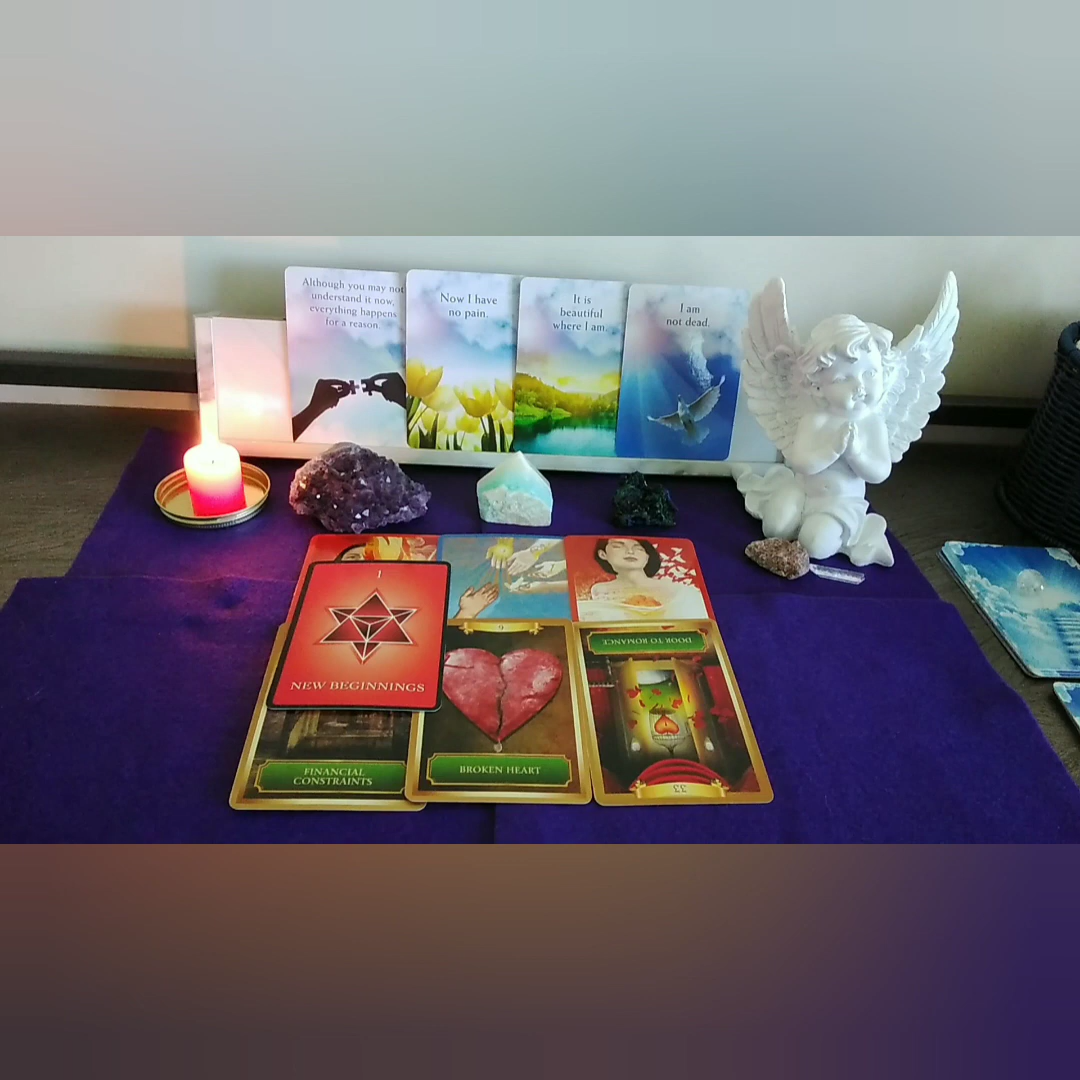 Although you may not
understand it now,
everything happens
for a reason.
Now I have
no pain.
It is
beautiful
where I am.
I am
not dead.
1
NEW BEGINNINGS
FINANCIAL
CONSTRAINTS
6
BROKEN HEART
DOOR TO ROMANCE
33